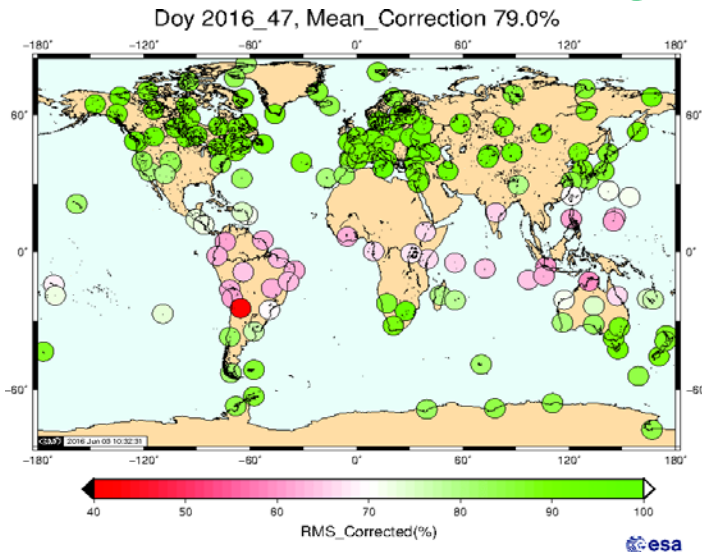 Doy 2016_47, Mean_Correction 79.0%
−180° −120° −60° 0° 60° 120° 180°
60° 60°
0° 0°
−60° −60°
esa 2016 Jun 03 10:32:31
−180° −120° −60° 0° 60° 120° 180°
40 50 60 70 80 90 100
RMS_Corrected(%)
esa